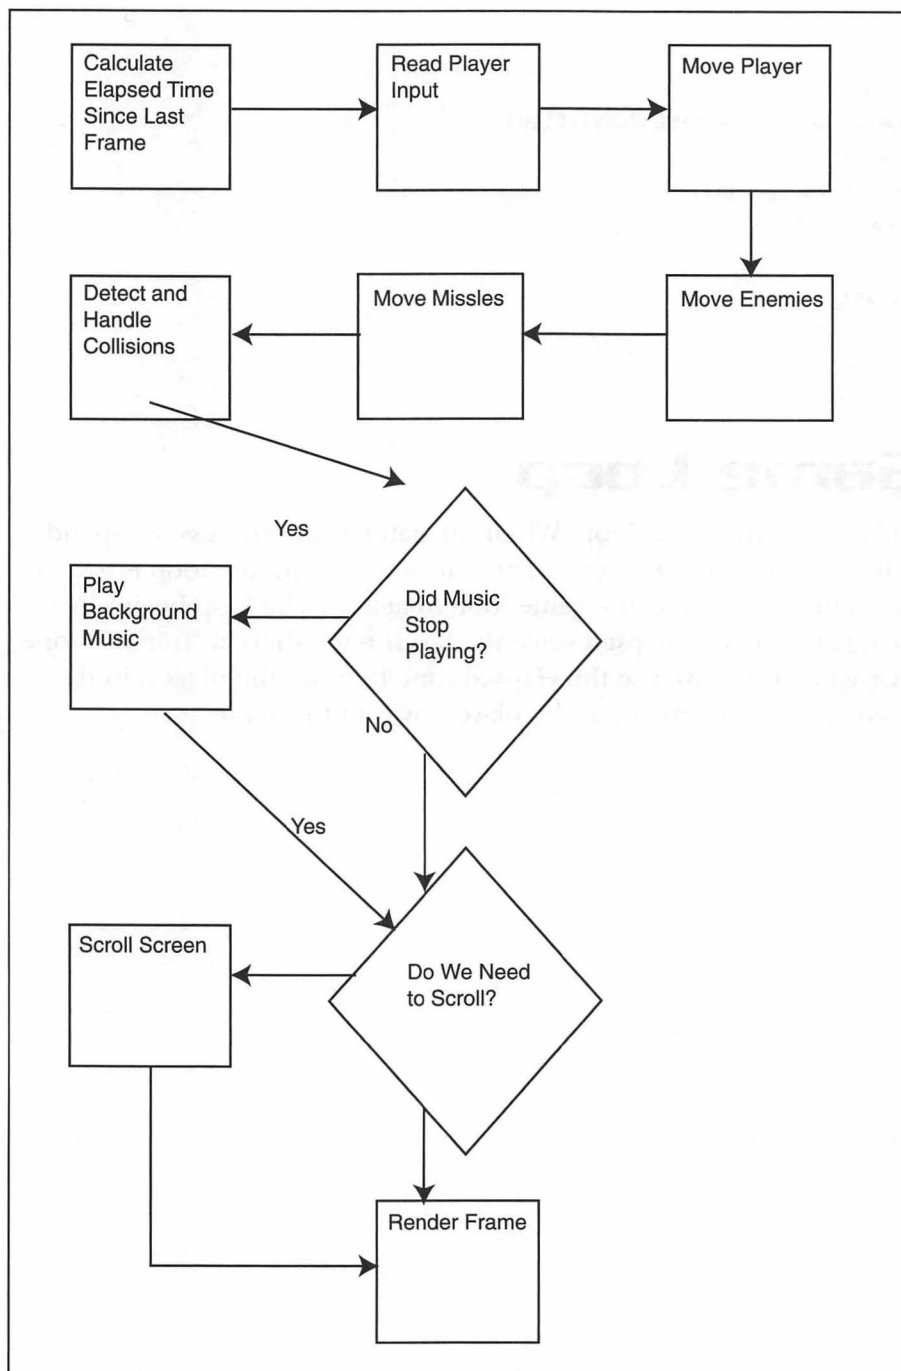 Calculate
Elapsed Time
Since Last
Frame
Read Player
Input
Move Player
Move Enemies
Move Missles
Detect and
Handle
Collisions
Did Music
Stop
Playing?
Yes
Play
Background
Music
No
Yes
Do We Need
to Scroll?
Scroll Screen
Render Frame